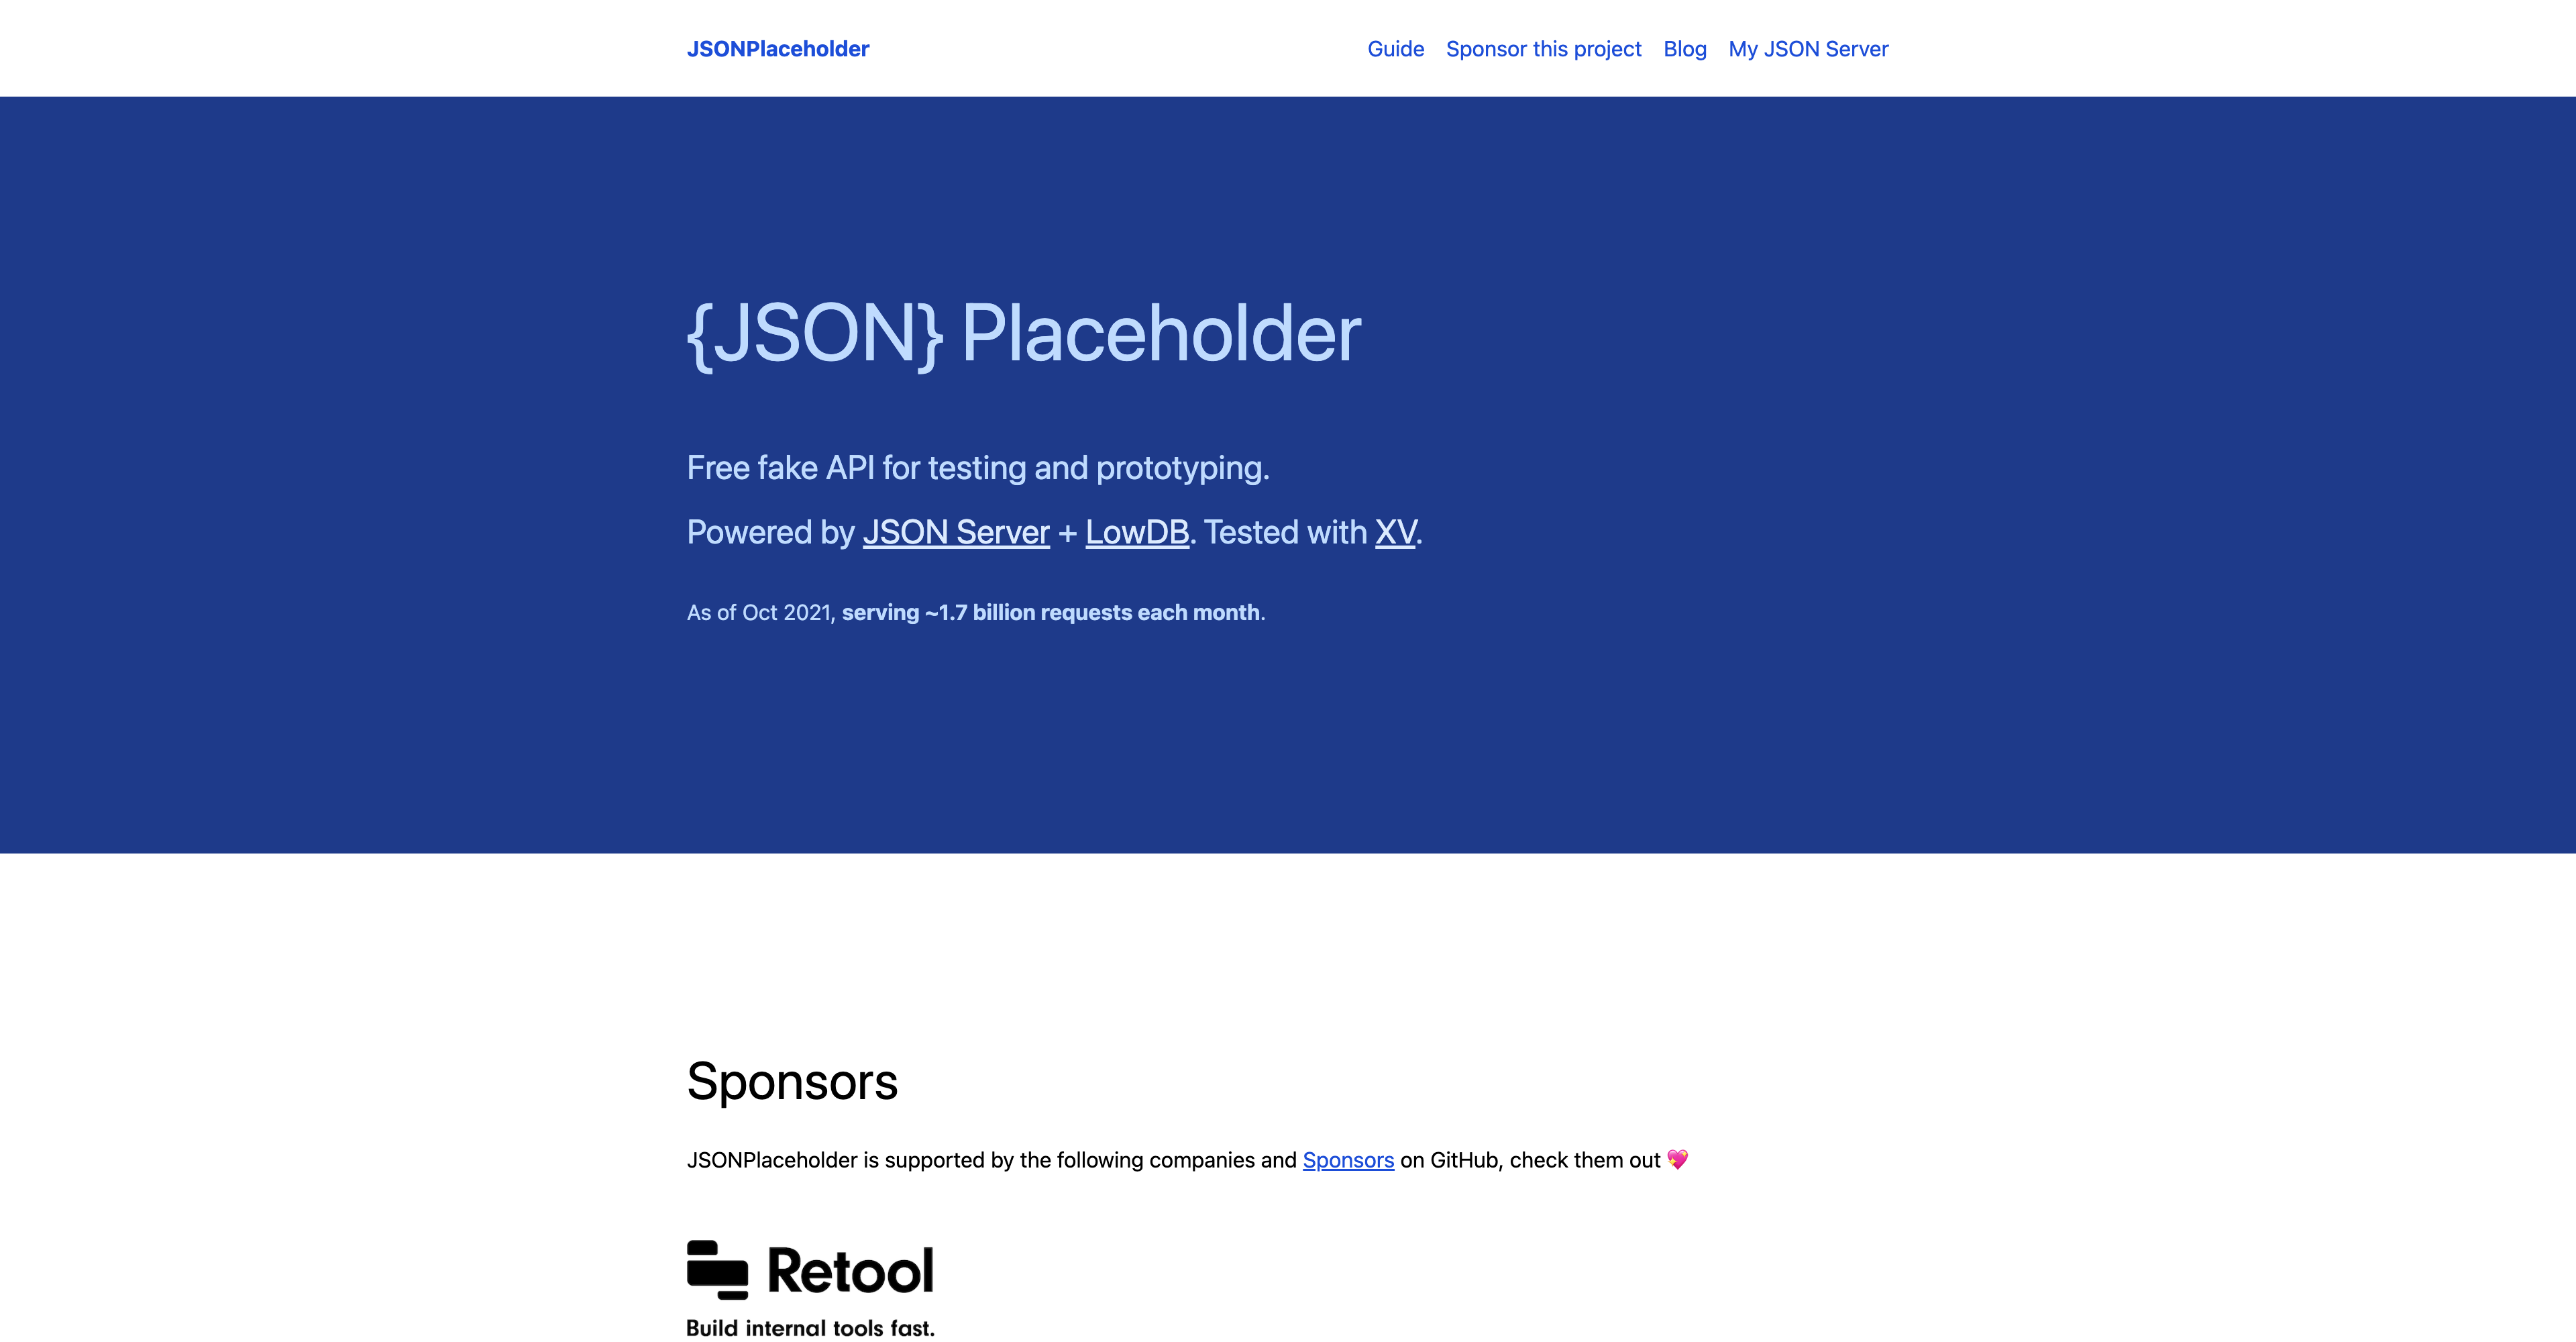 JSONPlaceholder
Guide Sponsor this project Blog My JSON Server
{JSON} Placeholder
Free fake API for testing and prototyping.
Powered by JSON Server + LowDB. Tested with XV.
As of Oct 2021, serving ~1.7 billion requests each month.
Sponsors
JSONPlaceholder is supported by the following companies and Sponsors on GitHub, check them out 💖
Retool
Build internal tools fast.